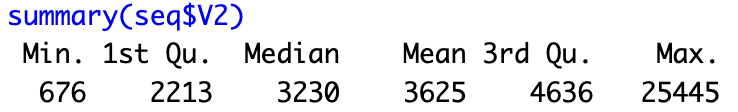 summary(seq$V2)
Min. 1st Qu. Median Mean 3rd Qu. Max.
676 2213 3230 3625 4636 25445